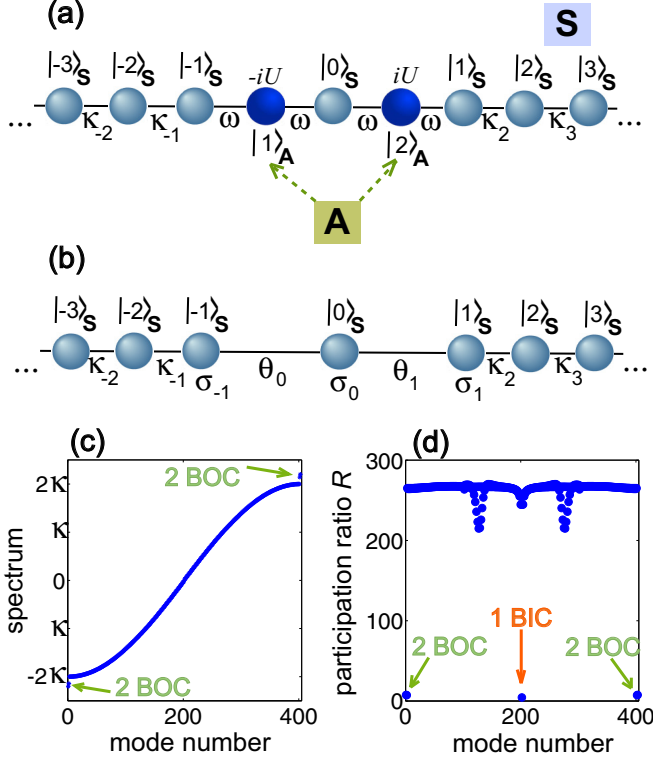 (a)
S
|-3⟩S |-2⟩S |-1⟩S -iU |0⟩S iU |1⟩S |2⟩S |3⟩S
... κ-2 κ-1 ω ω ω ω κ2 κ3 ...
|1⟩A |2⟩A
A
(b)
|-3⟩S |-2⟩S |-1⟩S |0⟩S |1⟩S |2⟩S |3⟩S
... κ-2 κ-1 σ-1 θ0 σ0 θ1 σ1 κ2 κ3 ...
(c)
2 BOC
2κ
κ
0
-κ
-2κ
2 BOC
spectrum
0 200 400
mode number
(d)
300
200
100
0
1 BIC
2 BOC 2 BOC
participation ratio R
0 200 400
mode number